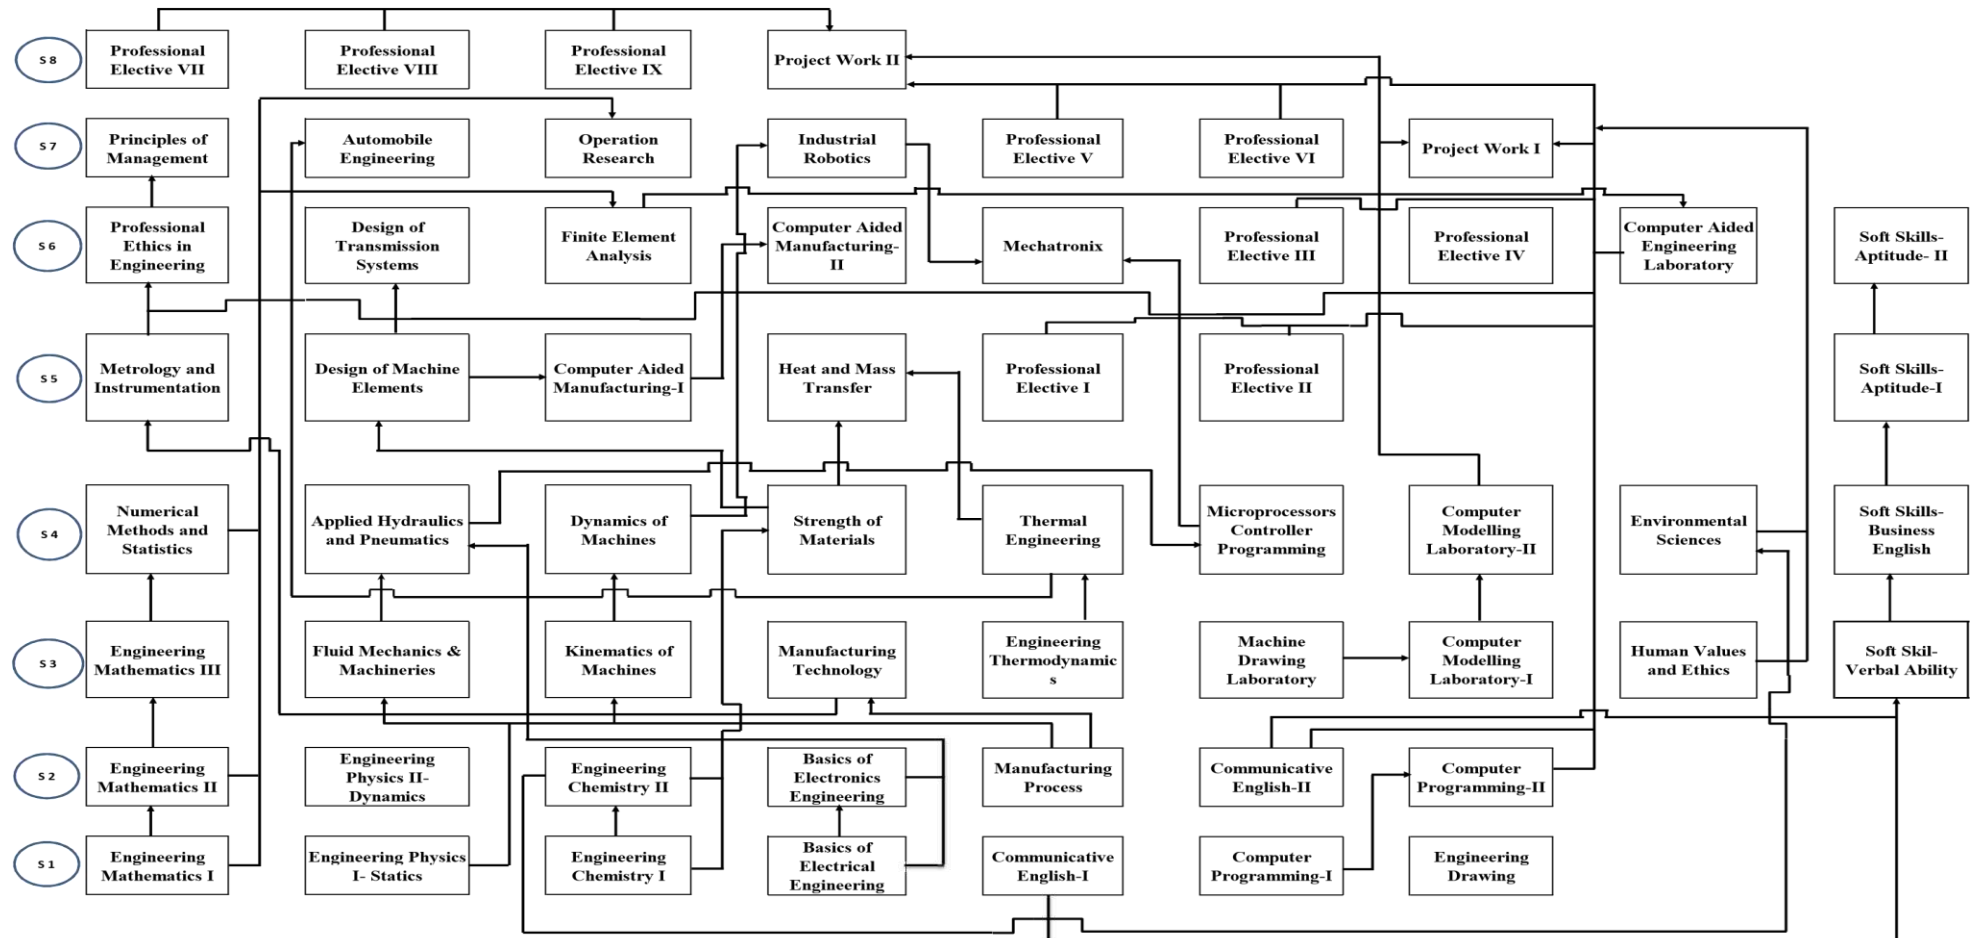 S 8
Professional
Elective VII
Professional
Elective VIII
Professional
Elective IX
Project Work II
S 7
Principles of
Management
Automobile
Engineering
Operation
Research
Industrial
Robotics
Professional
Elective V
Professional
Elective VI
Project Work I
S 6
Professional
Ethics in
Engineering
Design of
Transmission
Systems
Finite Element
Analysis
Computer Aided
Manufacturing-
II
Mechatronix
Professional
Elective III
Professional
Elective IV
Computer Aided
Engineering
Laboratory
Soft Skills-
Aptitude- II
S 5
Metrology and
Instrumentation
Design of Machine
Elements
Computer Aided
Manufacturing-I
Heat and Mass
Transfer
Professional
Elective I
Professional
Elective II
Soft Skills-
Aptitude-I
S 4
Numerical
Methods and
Statistics
Applied Hydraulics
and Pneumatics
Dynamics of
Machines
Strength of
Materials
Thermal
Engineering
Microprocessors
Controller
Programming
Computer
Modelling
Laboratory-II
Environmental
Sciences
Soft Skills-
Business
English
S 3
Engineering
Mathematics III
Fluid Mechanics &
Machineries
Kinematics of
Machines
Manufacturing
Technology
Engineering
Thermodynamic
s
Machine
Drawing
Laboratory
Computer
Modelling
Laboratory-I
Human Values
and Ethics
Soft Skil-
Verbal Ability
S 2
Engineering
Mathematics II
Engineering
Physics II-
Dynamics
Engineering
Chemistry II
Basics of
Electronics
Engineering
Manufacturing
Process
Communicative
English-II
Computer
Programming-II
S 1
Engineering
Mathematics I
Engineering Physics
I- Statics
Engineering
Chemistry I
Basics of
Electrical
Engineering
Communicative
English-I
Computer
Programming-I
Engineering
Drawing